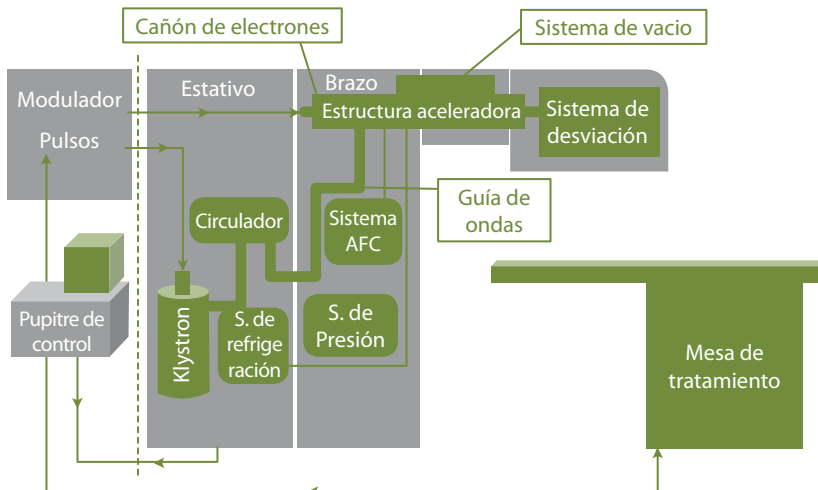 Cañón de electrones
Sistema de vacio
Modulador
Pulsos
Estativo
Brazo
Estructura aceleradora
Sistema de
desviación
Guía de
ondas
Circulador
Sistema
AFC
Pupitre de
control
Klystron
S. de
refrige
ración
S. de
Presión
Mesa de
tratamiento